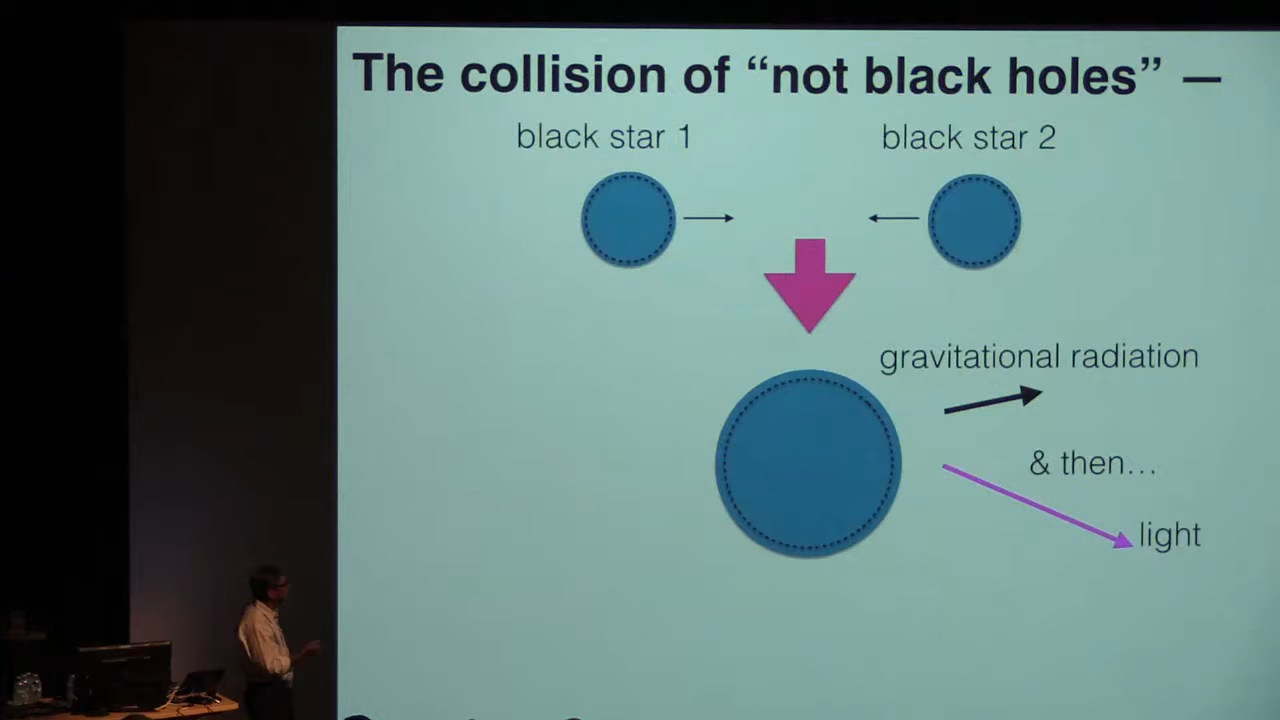 The collision of “not black holes” —
black star 1
black star 2
gravitational radiation
& then…
light